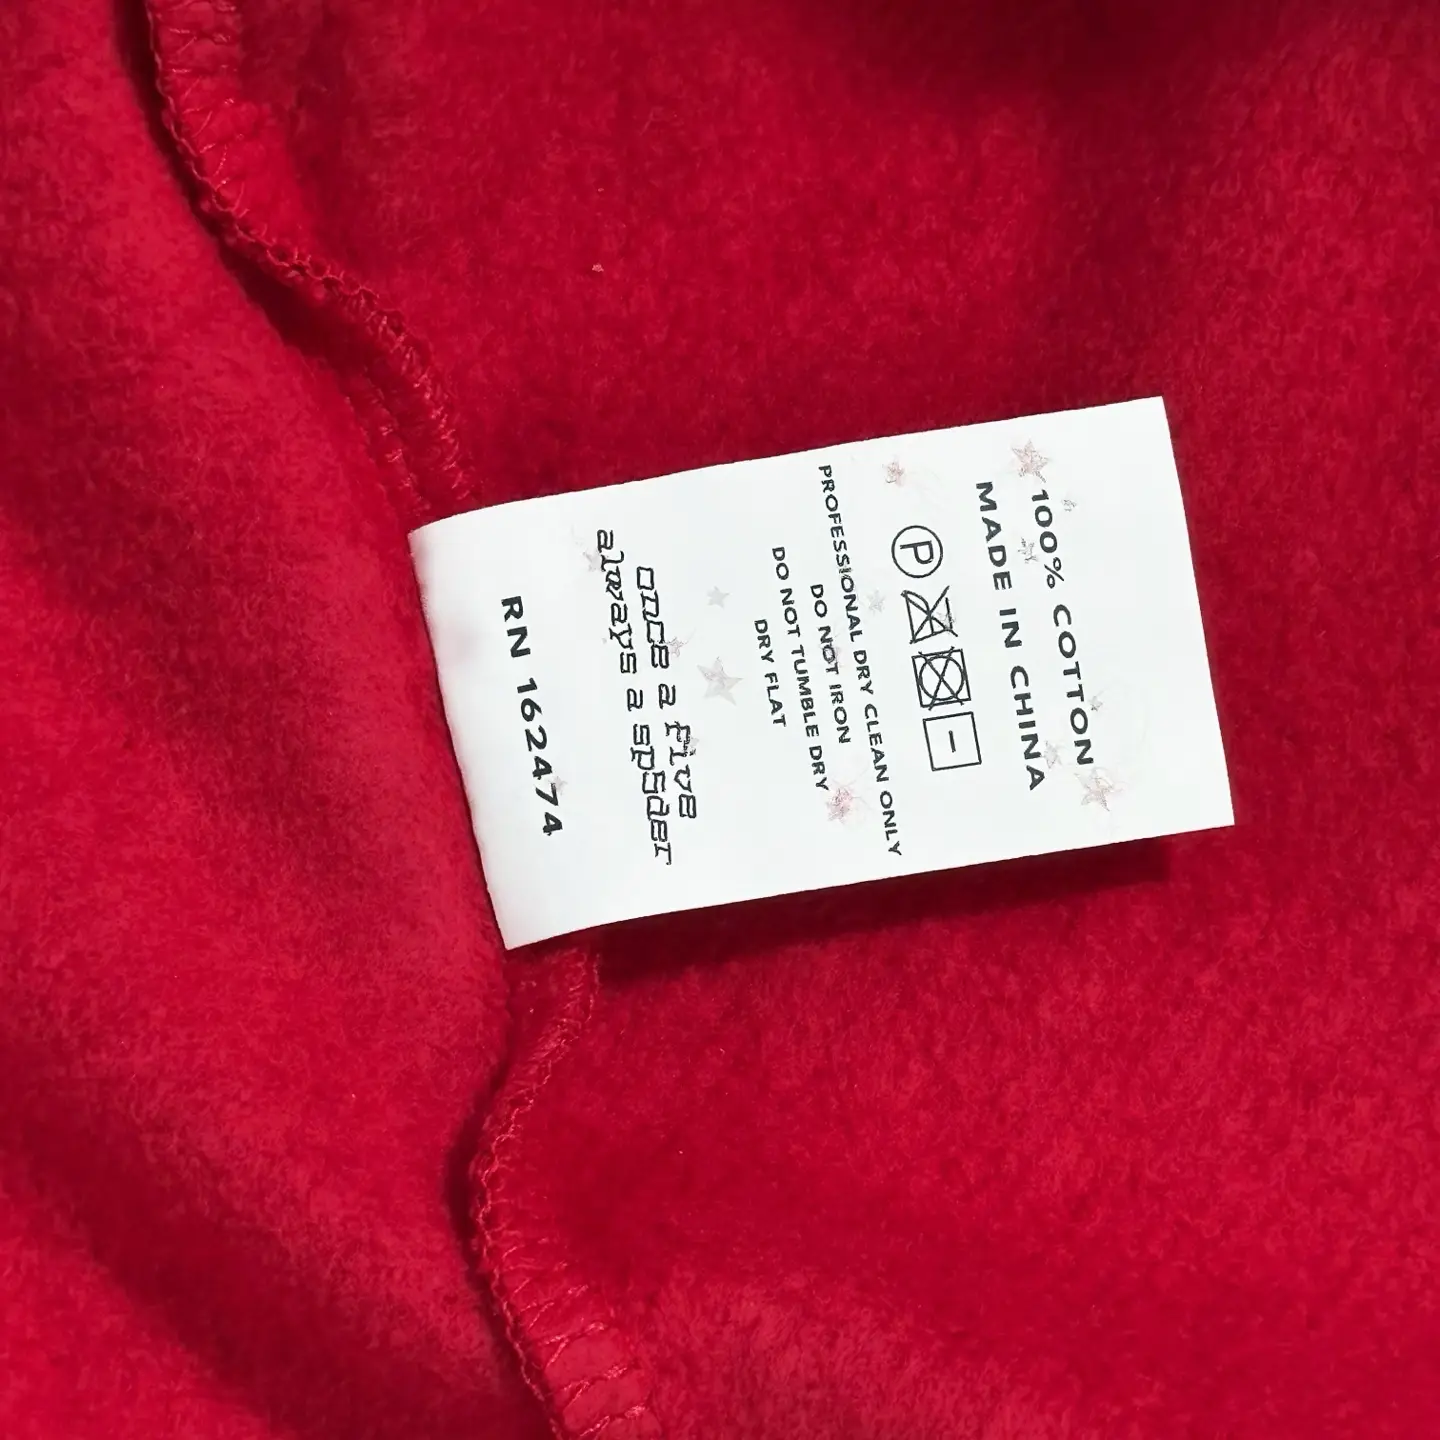 100% COTTON
MADE IN CHINA
P
PROFESSIONAL DRY CLEAN ONLY
DO NOT IRON
DO NOT TUMBLE DRY
DRY FLAT
once a five
always a sp5der
RN 162474